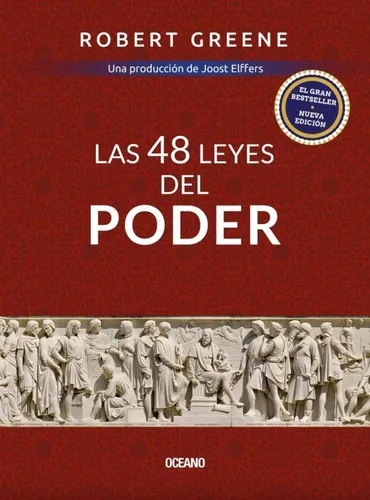 ROBERT GREENE
Una producción de Joost Elffers
EL GRAN
BESTSELLER
NUEVA
EDICIÓN
LAS 48 LEYES
DEL
PODER
OCEANO